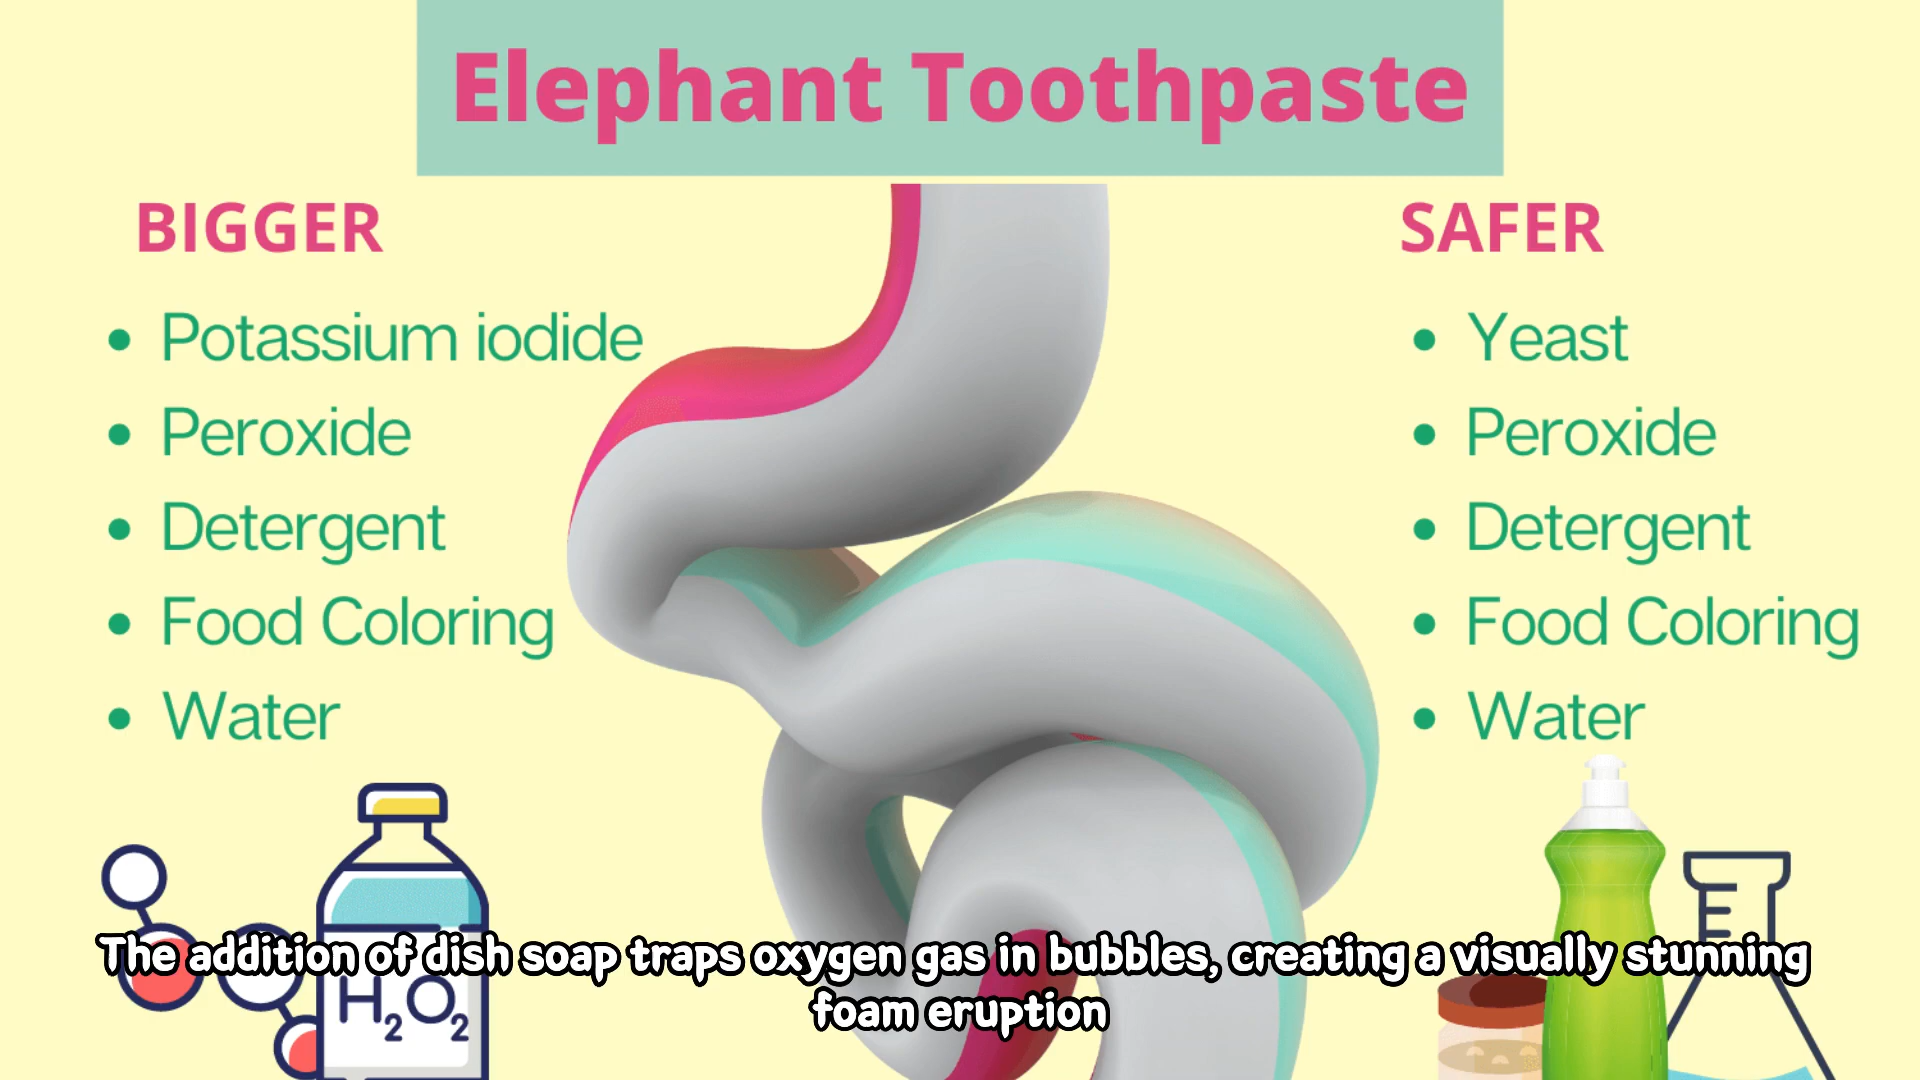 Elephant Toothpaste
BIGGER
Potassium iodide
Peroxide
Detergent
Food Coloring
Water
SAFER
Yeast
Peroxide
Detergent
Food Coloring
Water
H2O2
The addition of dish soap traps oxygen gas in bubbles, creating a visually stunning
foam eruption